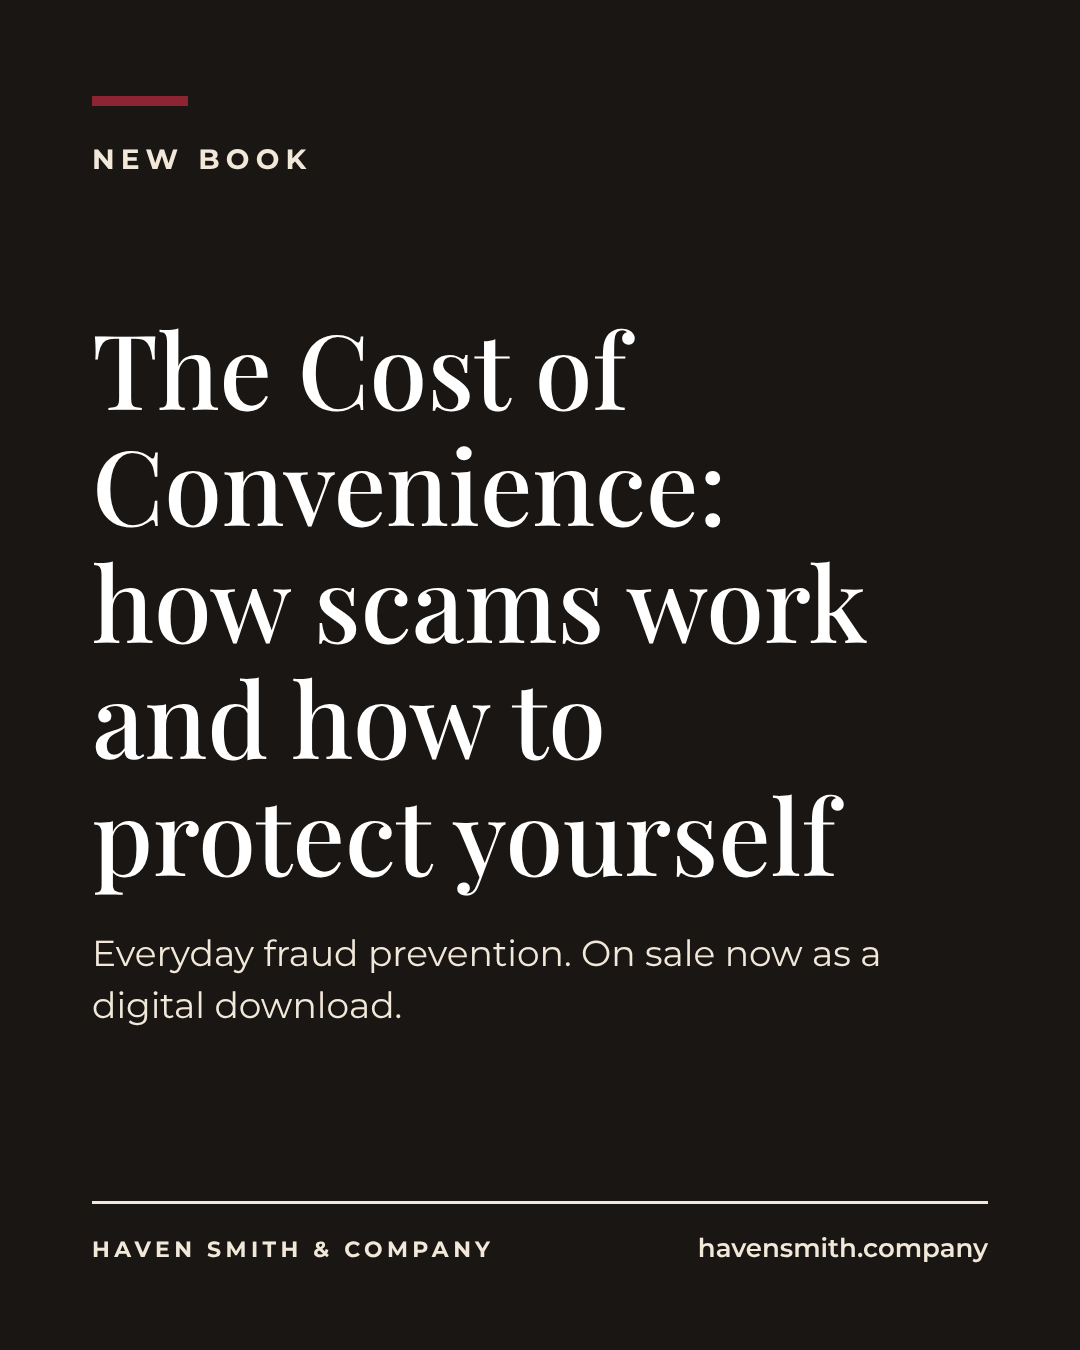 NEW BOOK
The Cost of
Convenience:
how scams work
and how to
protect yourself
Everyday fraud prevention. On sale now as a
digital download.
HAVEN SMITH & COMPANY
havensmith.company